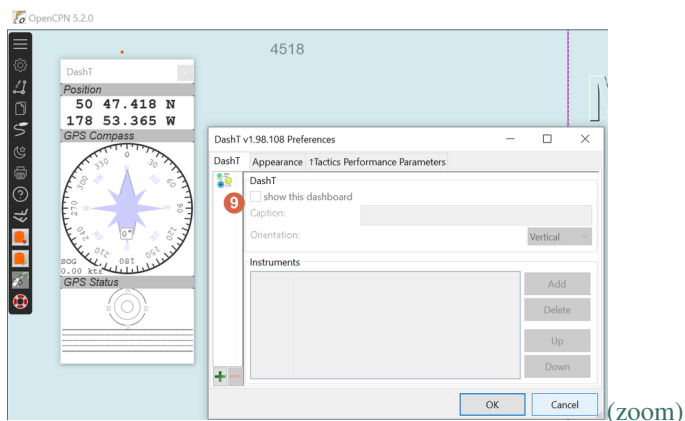 OpenCPN 5.2.0
4518
DashT
Position
50 47.418 N
178 53.365 W
GPS Compass
0
30
60
90
180
210
240
270
330
0°
SOG
0.00 kts
GPS Status
DashT v1.98.108 Preferences
DashT Appearance !Tactics Performance Parameters
DashT
9
show this dashboard
Caption:
Orientation:
Vertical
Instruments
Add
Delete
Up
Down
OK
Cancel
(zoom)